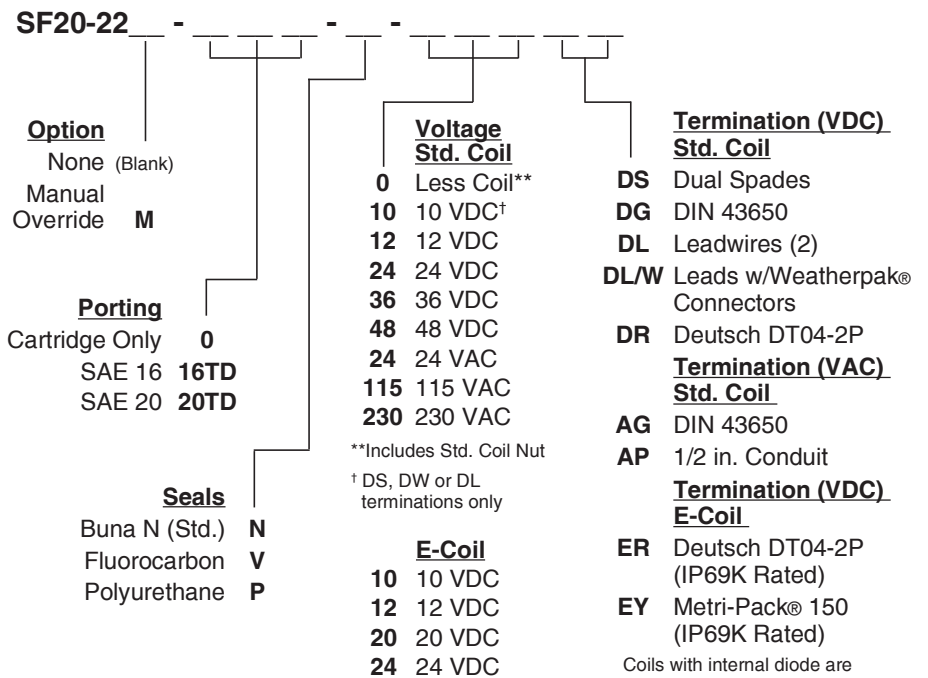 SF20-22__ - __ __ __ - __ - __ __ __ __ __
Option
None (Blank)
Manual
Override M
Porting
Cartridge Only 0
SAE 16 16TD
SAE 20 20TD
Seals
Buna N (Std.) N
Fluorocarbon V
Polyurethane P
Voltage
Std. Coil
0 Less Coil**
10 10 VDC†
12 12 VDC
24 24 VDC
36 36 VDC
48 48 VDC
24 24 VAC
115 115 VAC
230 230 VAC
**Includes Std. Coil Nut
† DS, DW or DL
terminations only
E-Coil
10 10 VDC
12 12 VDC
20 20 VDC
24 24 VDC
Termination (VDC)
Std. Coil
DS Dual Spades
DG DIN 43650
DL Leadwires (2)
DL/W Leads w/Weatherpak®
Connectors
DR Deutsch DT04-2P
Termination (VAC)
Std. Coil
AG DIN 43650
AP 1/2 in. Conduit
Termination (VDC)
E-Coil
ER Deutsch DT04-2P
(IP69K Rated)
EY Metri-Pack® 150
(IP69K Rated)
Coils with internal diode are